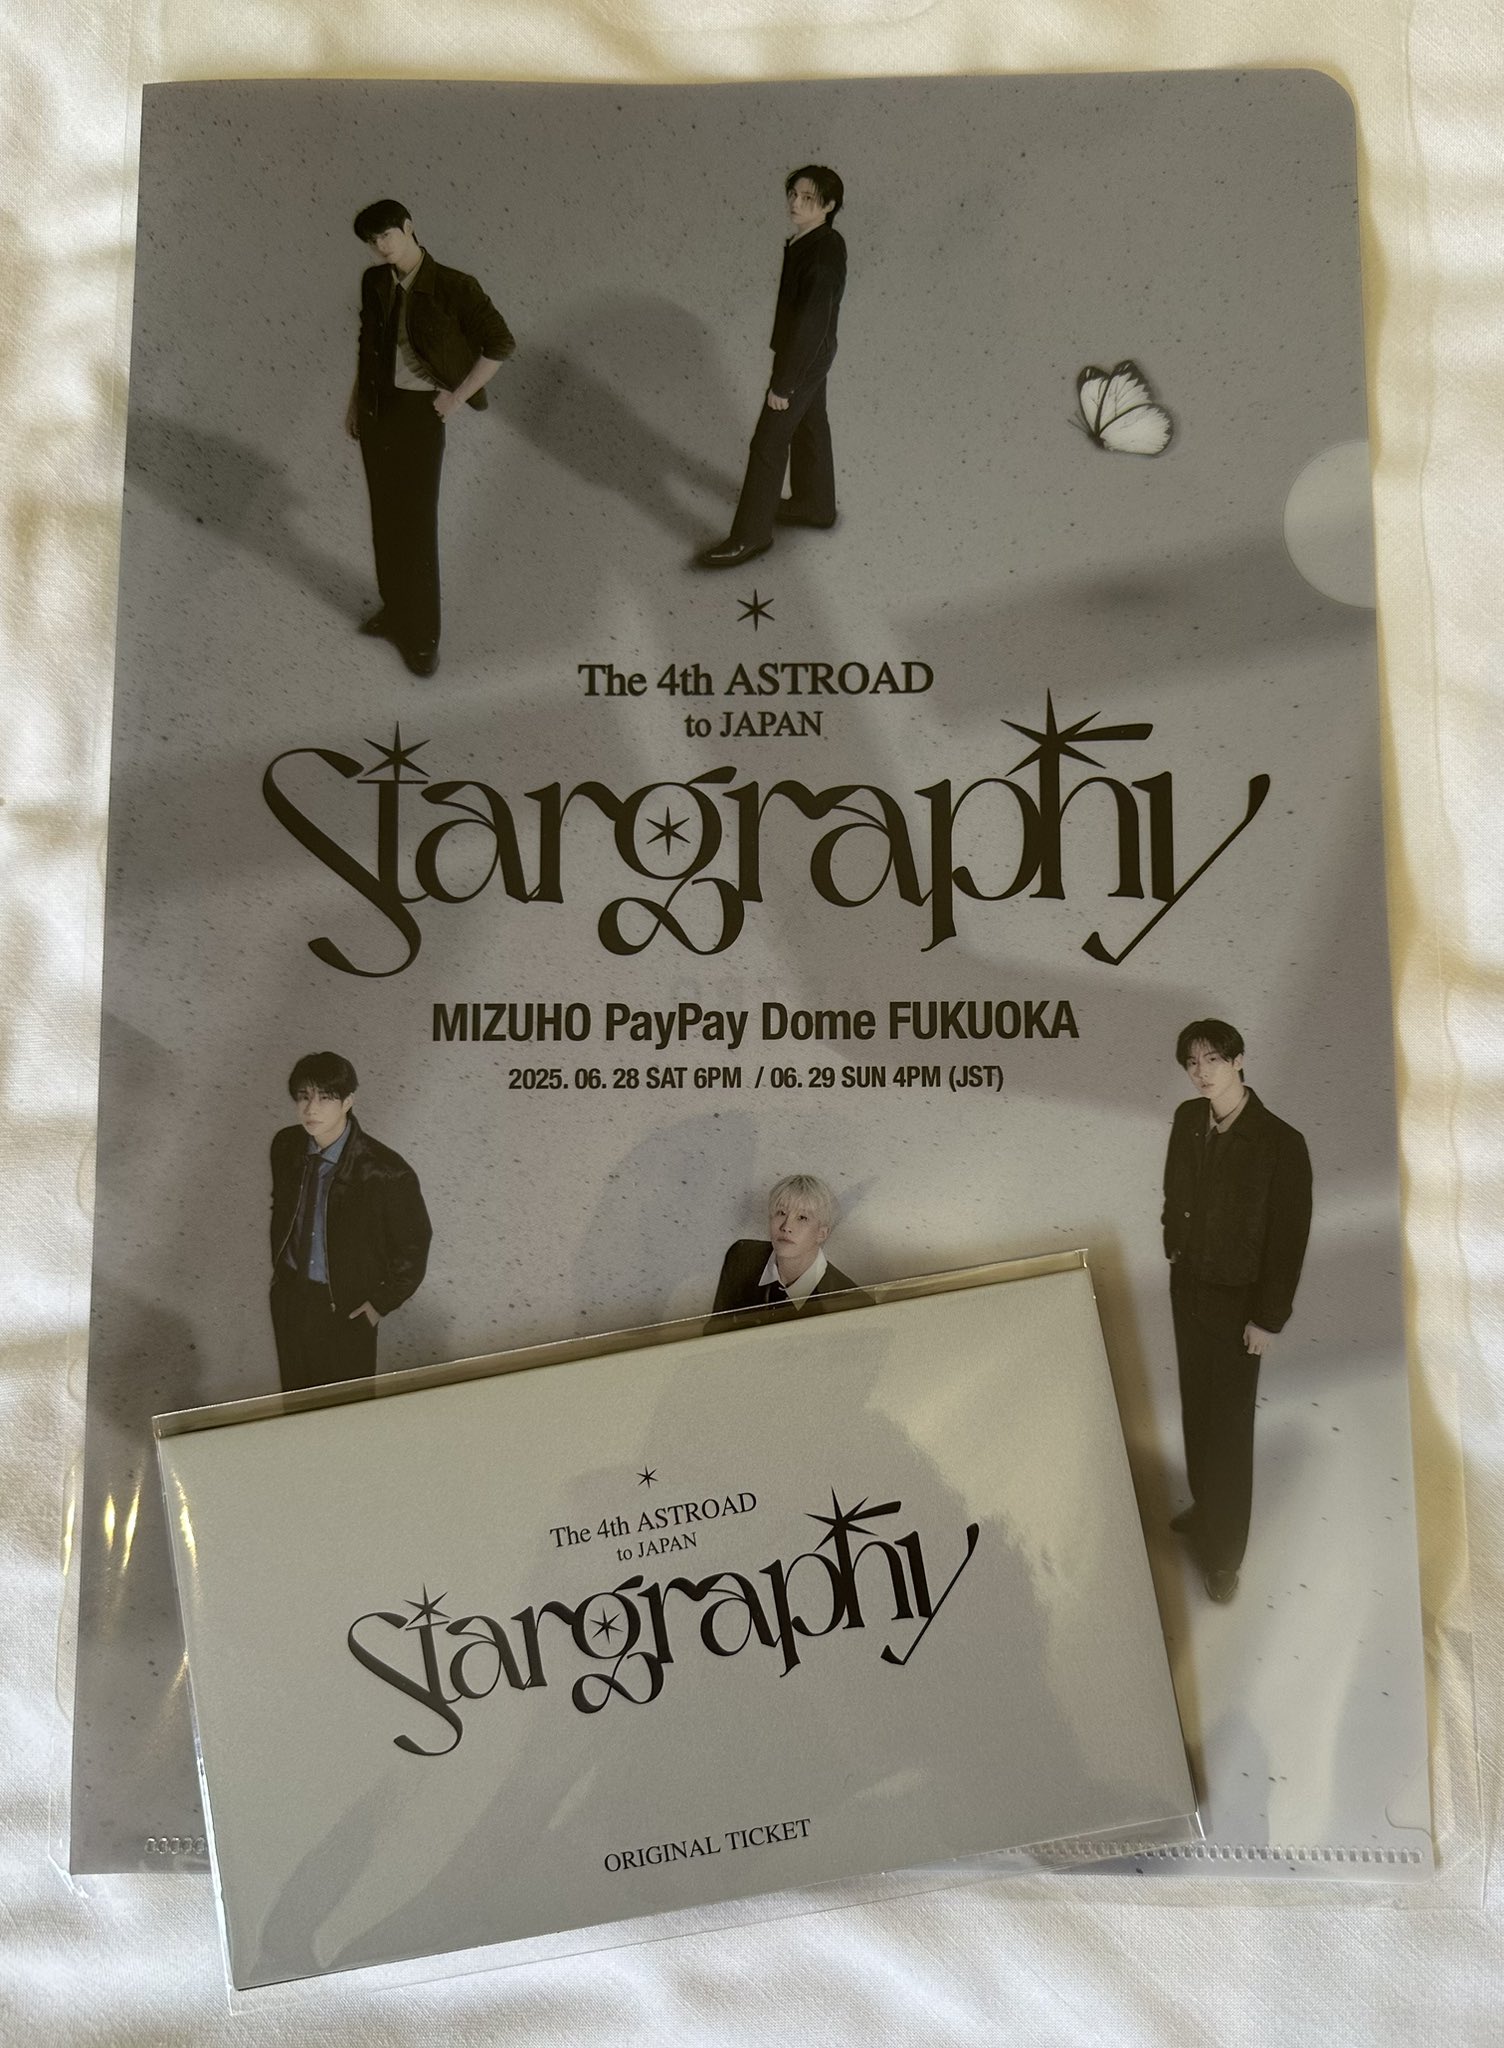 The 4th ASTROAD
to JAPAN
Stargraphy
MIZUHO PayPay Dome FUKUOKA
2025. 06. 28 SAT 6PM / 06. 29 SUN 4PM (JST)
The 4th ASTROAD
to JAPAN
Stargraphy
ORIGINAL TICKET